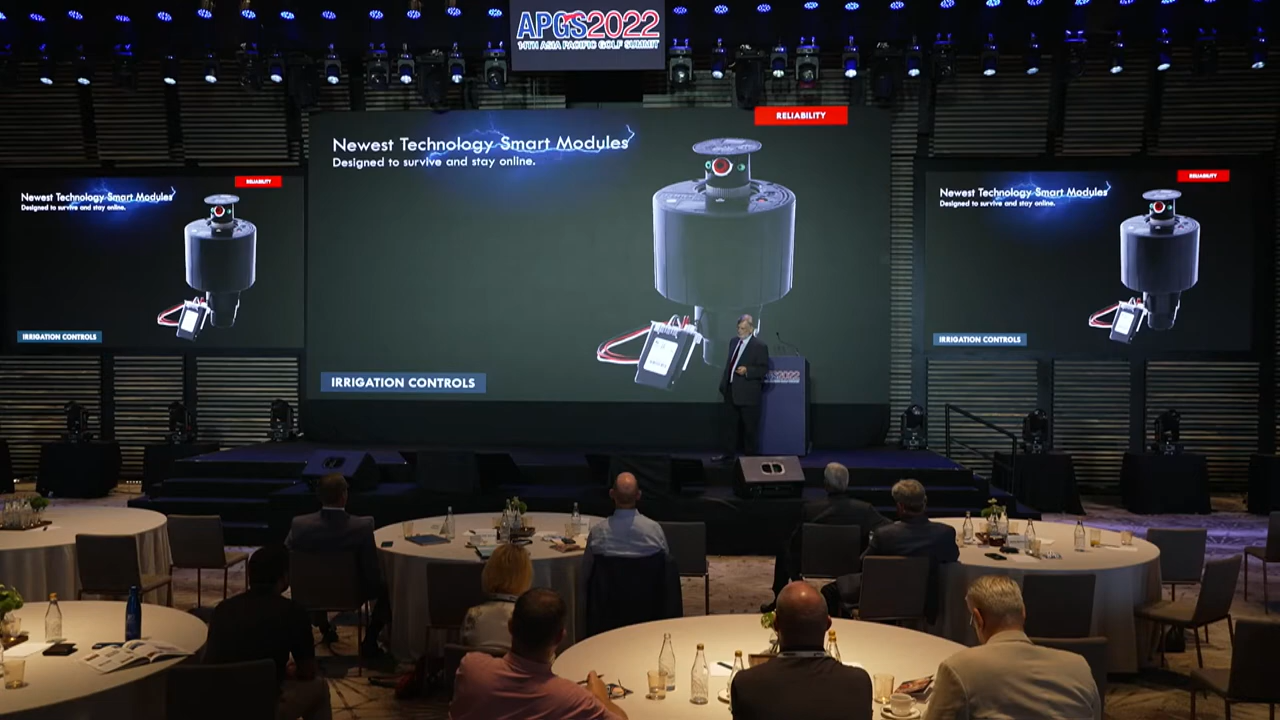 APGS2022
14TH ASIA PACIFIC GOLF SUMMIT
RELIABILITY
Newest Technology Smart Modules
Designed to survive and stay online.
IRRIGATION CONTROLS
RELIABILITY
Newest Technology Smart Modules
Designed to survive and stay online.
IRRIGATION CONTROLS
RELIABILITY
Newest Technology Smart Modules
Designed to survive and stay online.
IRRIGATION CONTROLS
2022